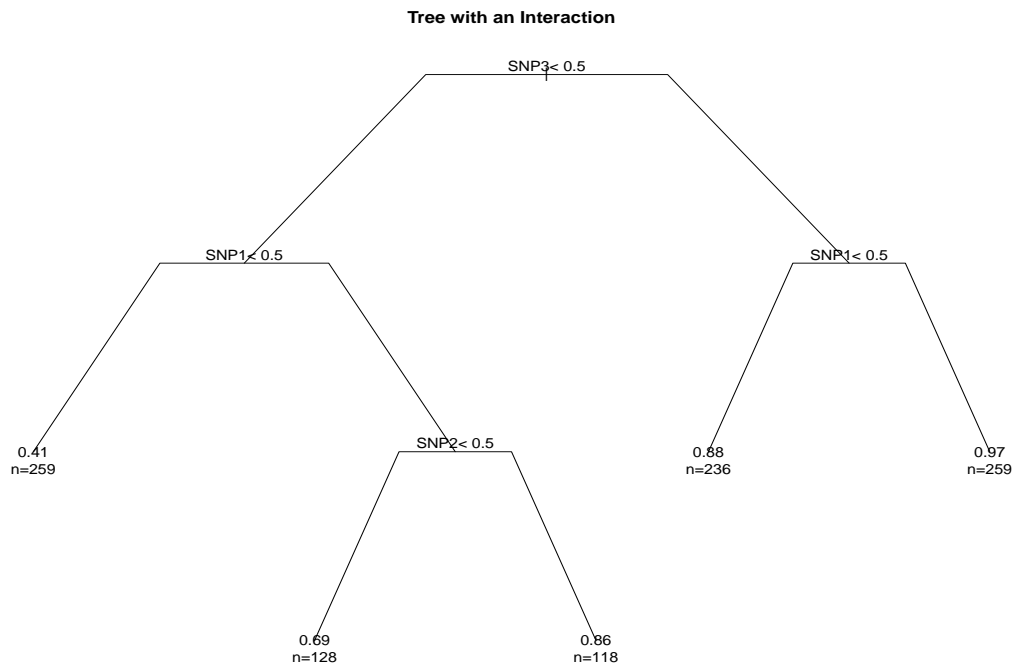 Tree with an Interaction
SNP3< 0.5
SNP1< 0.5
SNP1< 0.5
0.41
n=259
SNP2< 0.5
0.88
n=236
0.97
n=259
0.69
n=128
0.86
n=118